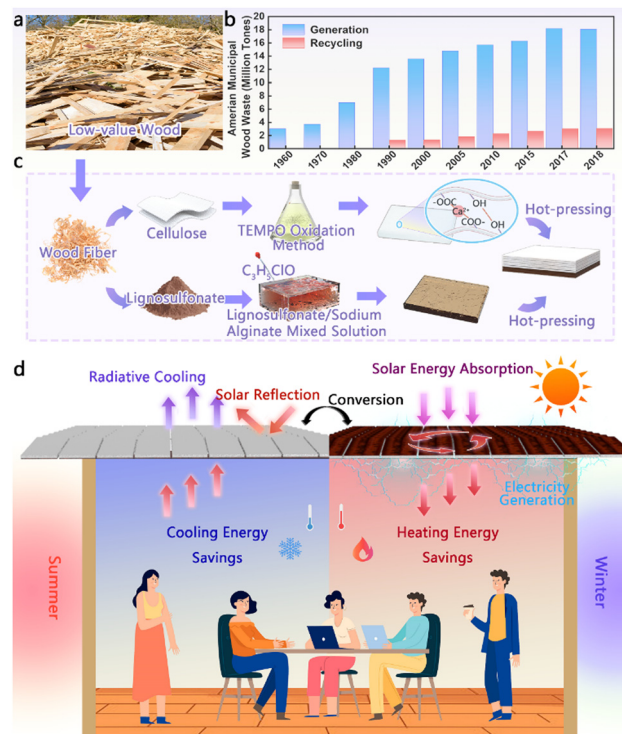 a
Low-value Wood
b
Amerian Municipal
Wood Waste (Million Tones)
20
18
16
14
12
10
8
6
4
2
0
Generation
Recycling
1960
1970
1980
1990
2000
2005
2010
2015
2017
2018
c
Wood Fiber
Cellulose
TEMPO Oxidation
Method
-OOC
OH
Ca²⁺
COO-
OH
Hot-pressing
Lignosulfonate
C₃H₅ClO
Lignosulfonate/Sodium
Alginate Mixed Solution
Hot-pressing
d
Radiative Cooling
Solar Reflection
Conversion
Solar Energy Absorption
Electricity
Generation
Cooling Energy
Savings
Heating Energy
Savings
Summer
Winter